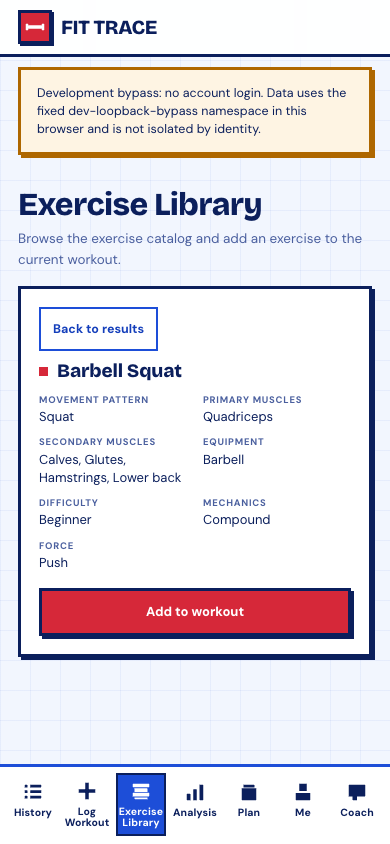 FIT TRACE
Development bypass: no account login. Data uses the
fixed dev-loopback-bypass namespace in this
browser and is not isolated by identity.
Exercise Library
Browse the exercise catalog and add an exercise to the
current workout.
Back to results
Barbell Squat
MOVEMENT PATTERN
Squat
PRIMARY MUSCLES
Quadriceps
SECONDARY MUSCLES
Calves, Glutes,
Hamstrings, Lower back
EQUIPMENT
Barbell
DIFFICULTY
Beginner
MECHANICS
Compound
FORCE
Push
Add to workout
History
Log
Workout
Exercise
Library
Analysis
Plan
Me
Coach